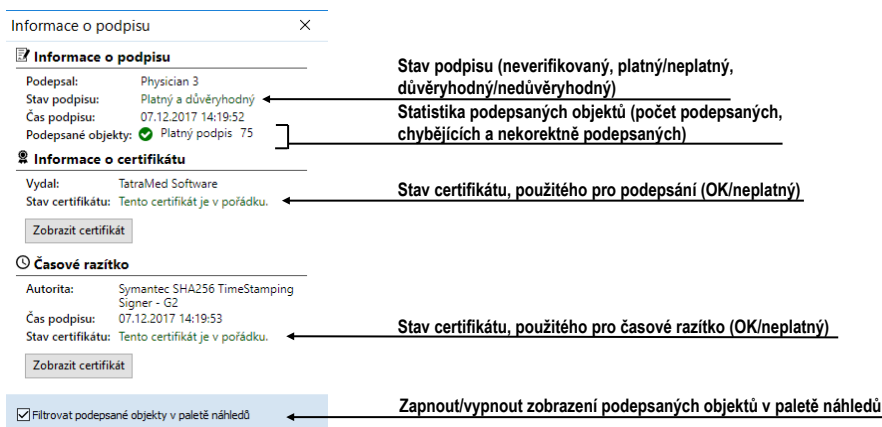 Informace o podpisu
Informace o podpisu
Podepsal: Physician 3
Stav podpisu: Platný a důvěryhodný
Čas podpisu: 07.12.2017 14:19:52
Podepsané objekty: Platný podpis 75
Stav podpisu (neverifikovaný, platný/neplatný,
důvěryhodný/nedůvěryhodný)
Statistika podepsaných objektů (počet podepsaných,
chybějících a nekorektně podepsaných)
Informace o certifikátu
Vydal: TatraMed Software
Stav certifikátu: Tento certifikát je v pořádku.
Stav certifikátu, použitého pro podepsání (OK/neplatný)
Zobrazit certifikát
Časové razítko
Autorita: Symantec SHA256 TimeStamping
Signer - G2
Čas podpisu: 07.12.2017 14:19:53
Stav certifikátu: Tento certifikát je v pořádku.
Stav certifikátu, použitého pro časové razítko (OK/neplatný)
Zobrazit certifikát
Filtrovat podepsané objekty v paletě náhledů
Zapnout/vypnout zobrazení podepsaných objektů v paletě náhledů